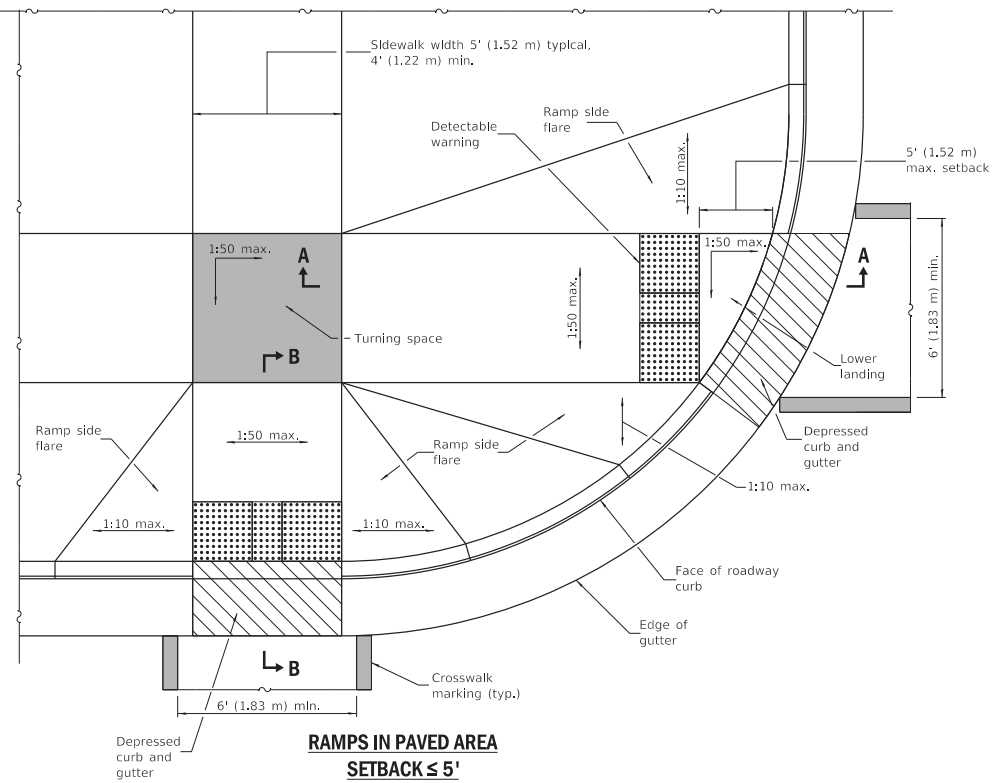 Sidewalk width 5' (1.52 m) typical,
4' (1.22 m) min.
Ramp side
flare
Detectable
warning
1:10 max.
5' (1.52 m)
max. setback
1:50 max.
A
1:50 max.
A
1:50 max.
Turning space
B
6' (1.83 m) min.
Lower
landing
Ramp side
flare
1:50 max.
Ramp side
flare
Depressed
curb and
gutter
1:10 max.
1:10 max.
1:10 max.
Face of roadway
curb
Edge of
gutter
B
Crosswalk
marking (typ.)
6' (1.83 m) min.
Depressed
curb and
gutter
RAMPS IN PAVED AREA
SETBACK ≤ 5'